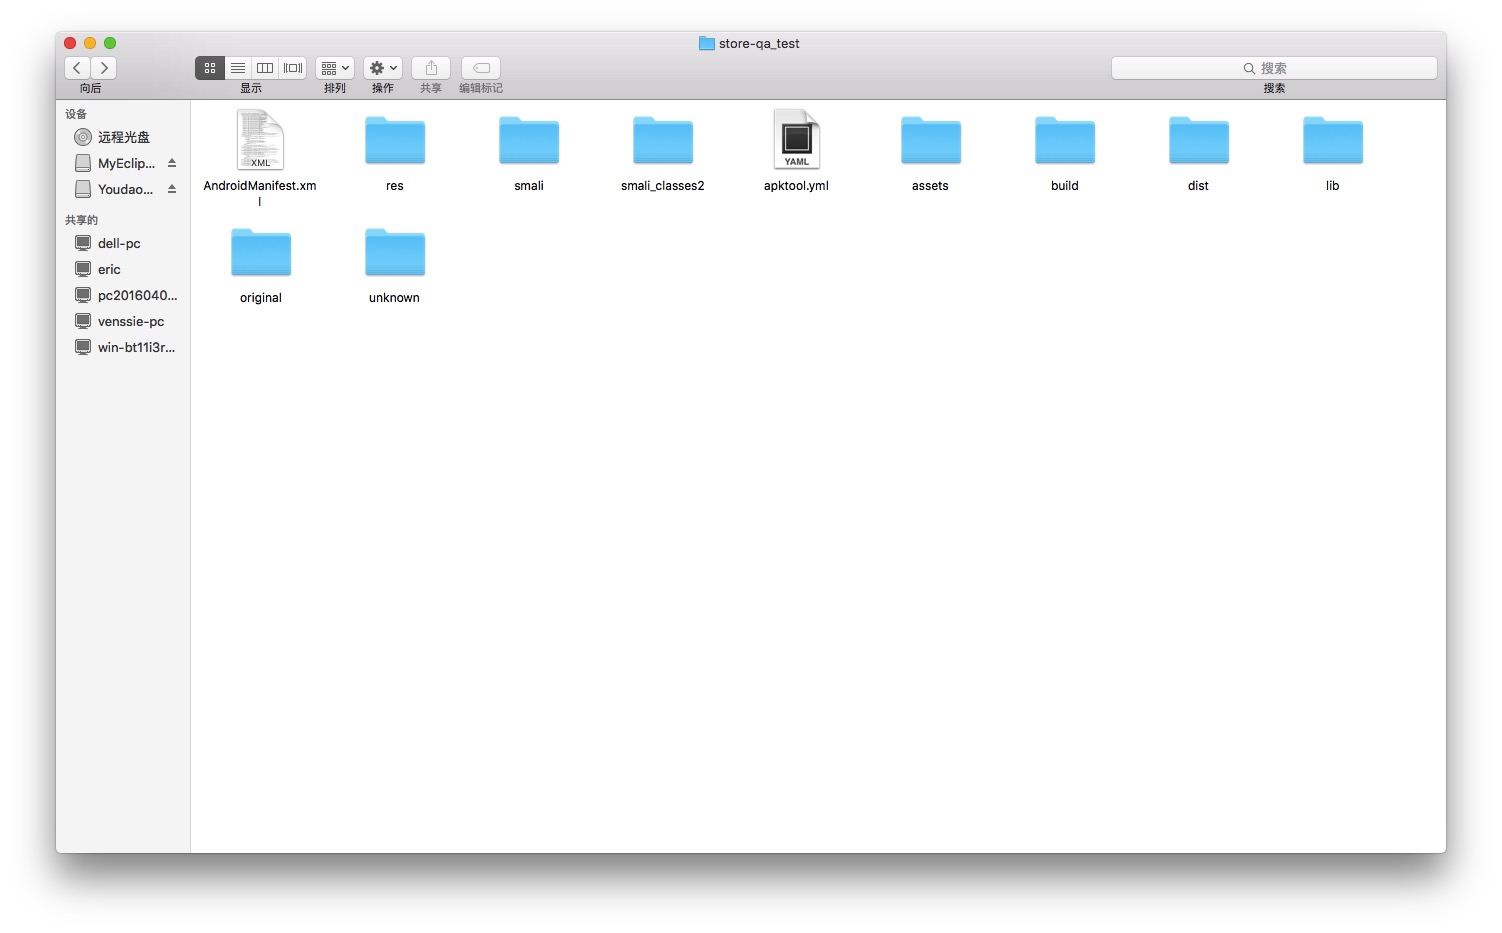 store-qa_test
向后
显示
排列
操作
共享
编辑标记
搜索
搜索
设备
远程光盘
MyEclip...
Youdao...
共享的
dell-pc
eric
pc2016040...
venssie-pc
win-bt11i3r...
XML
AndroidManifest.xm
l
res
smali
smali_classes2
YAML
apktool.yml
assets
build
dist
lib
original
unknown